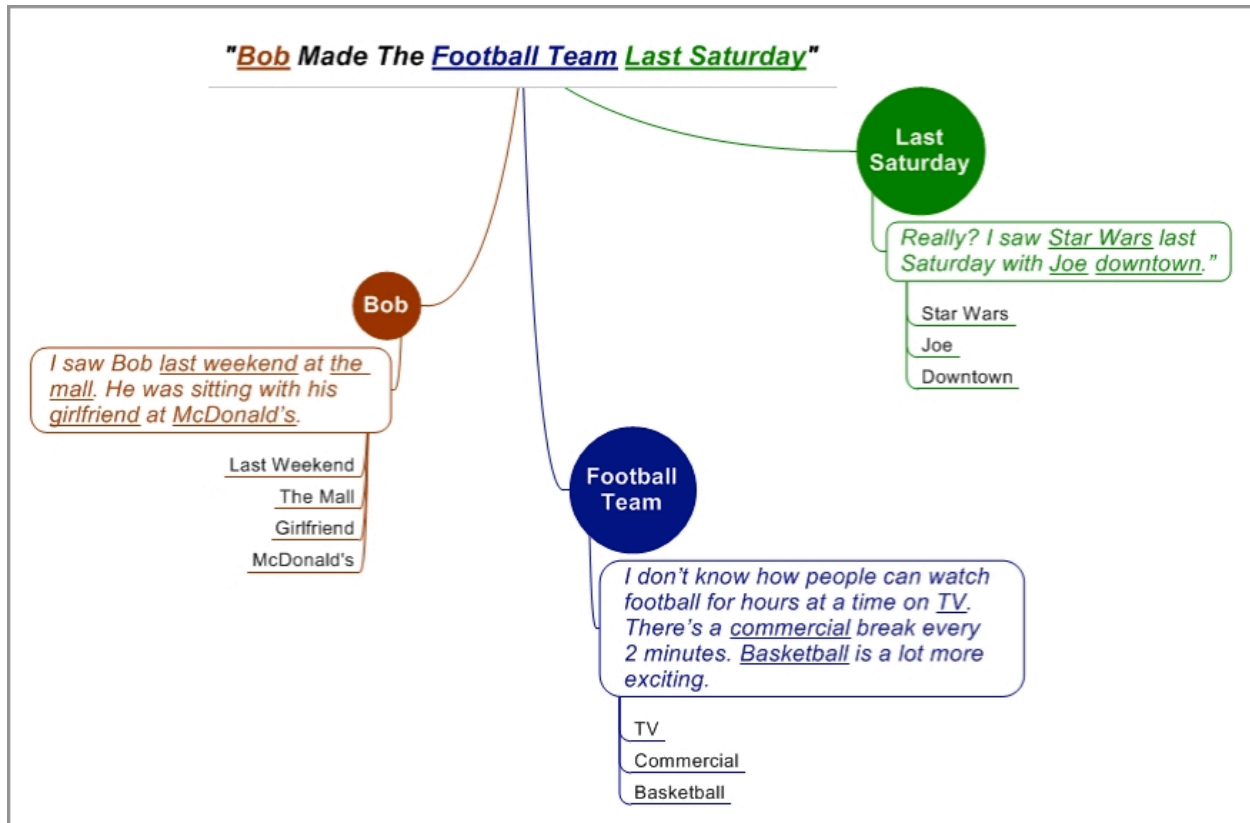 "Bob Made The Football Team Last Saturday"
Last
Saturday
Really? I saw Star Wars last
Saturday with Joe downtown.”
Star Wars
Joe
Downtown
Bob
I saw Bob last weekend at the
mall. He was sitting with his
girlfriend at McDonald’s.
Last Weekend
The Mall
Girlfriend
McDonald's
Football
Team
I don’t know how people can watch
football for hours at a time on TV.
There’s a commercial break every
2 minutes. Basketball is a lot more
exciting.
TV
Commercial
Basketball